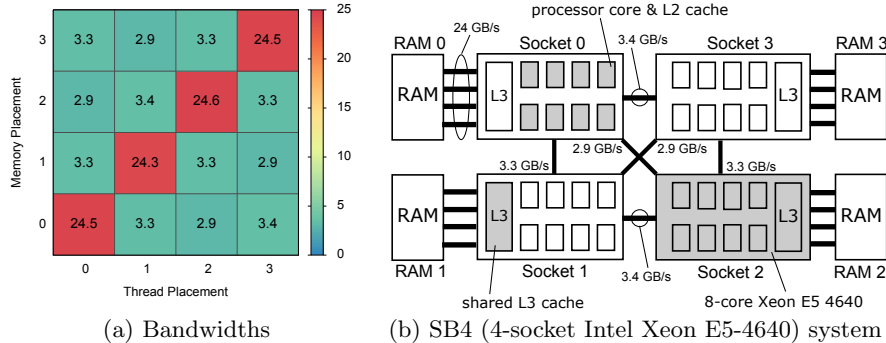 3 3.3 2.9 3.3 24.5
2 2.9 3.4 24.6 3.3
1 3.3 24.3 3.3 2.9
0 24.5 3.3 2.9 3.4
0 1 2 3
Memory Placement
Thread Placement
25
20
15
10
5
0
(a) Bandwidths
processor core & L2 cache
RAM 0
24 GB/s
Socket 0
3.4 GB/s
Socket 3
RAM 3
RAM
L3
L3
RAM
3.3 GB/s
2.9 GB/s
2.9 GB/s
3.3 GB/s
RAM
L3
L3
RAM
RAM 1
Socket 1
3.4 GB/s
Socket 2
RAM 2
shared L3 cache
8-core Xeon E5 4640
(b) SB4 (4-socket Intel Xeon E5-4640) system